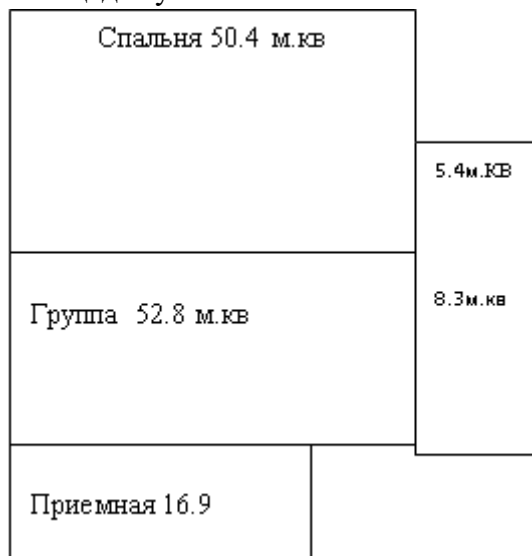 Спальня 50.4 м.кв
5.4м.КВ
8.3м.кв
Группа 52.8 м.кв
Приемная 16.9